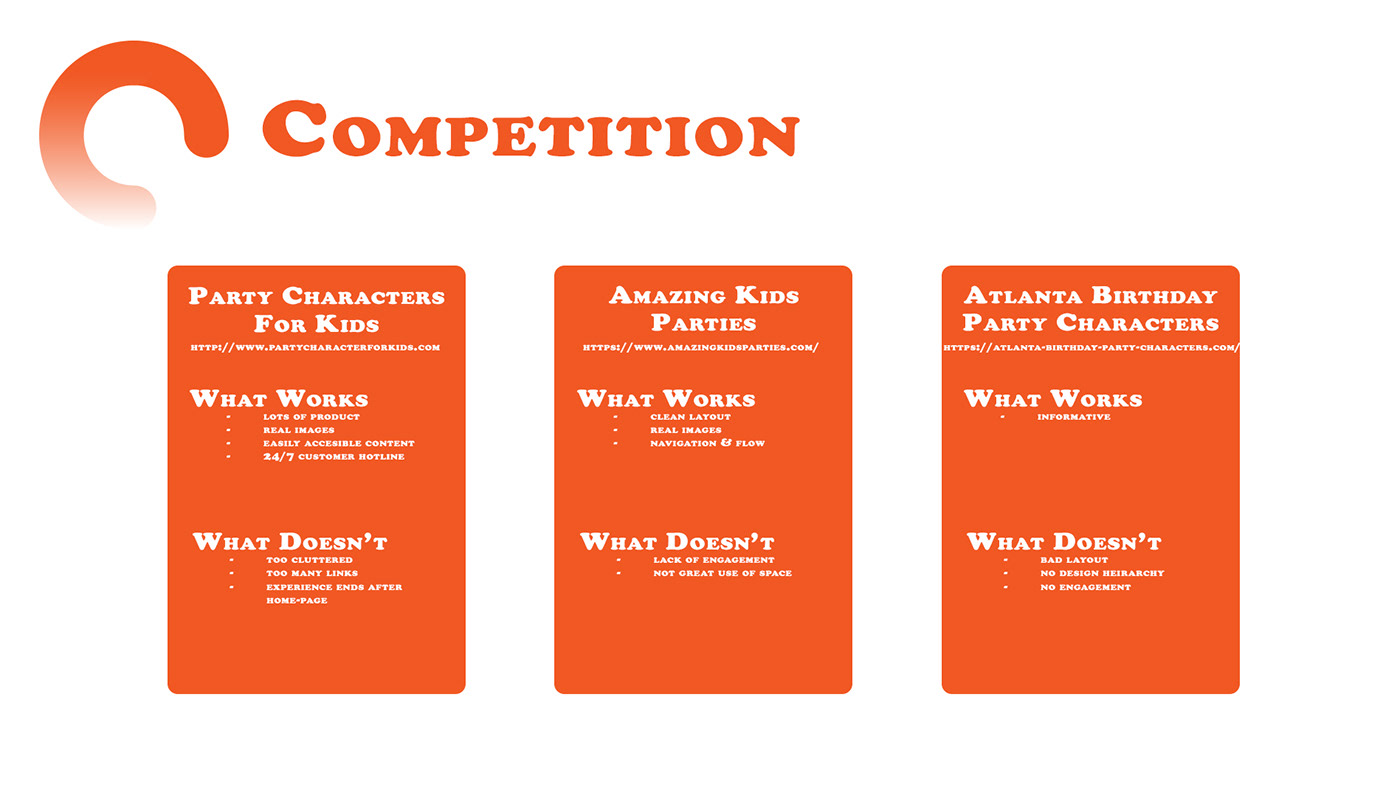 Competition
Party Characters
For Kids
http://www.partycharacterforkids.com
What Works
- lots of product
- real images
- easily accesible content
- 24/7 customer hotline
What Doesn't
- too cluttered
- too many links
- experience ends after
home-page
Amazing Kids
Parties
https://www.amazingkidsparties.com/
What Works
- clean layout
- real images
- navigation & flow
What Doesn't
- lack of engagement
- not great use of space
Atlanta Birthday
Party Characters
https://atlanta-birthday-party-characters.com/
What Works
- informative
What Doesn't
- bad layout
- no design heirarchy
- no engagement